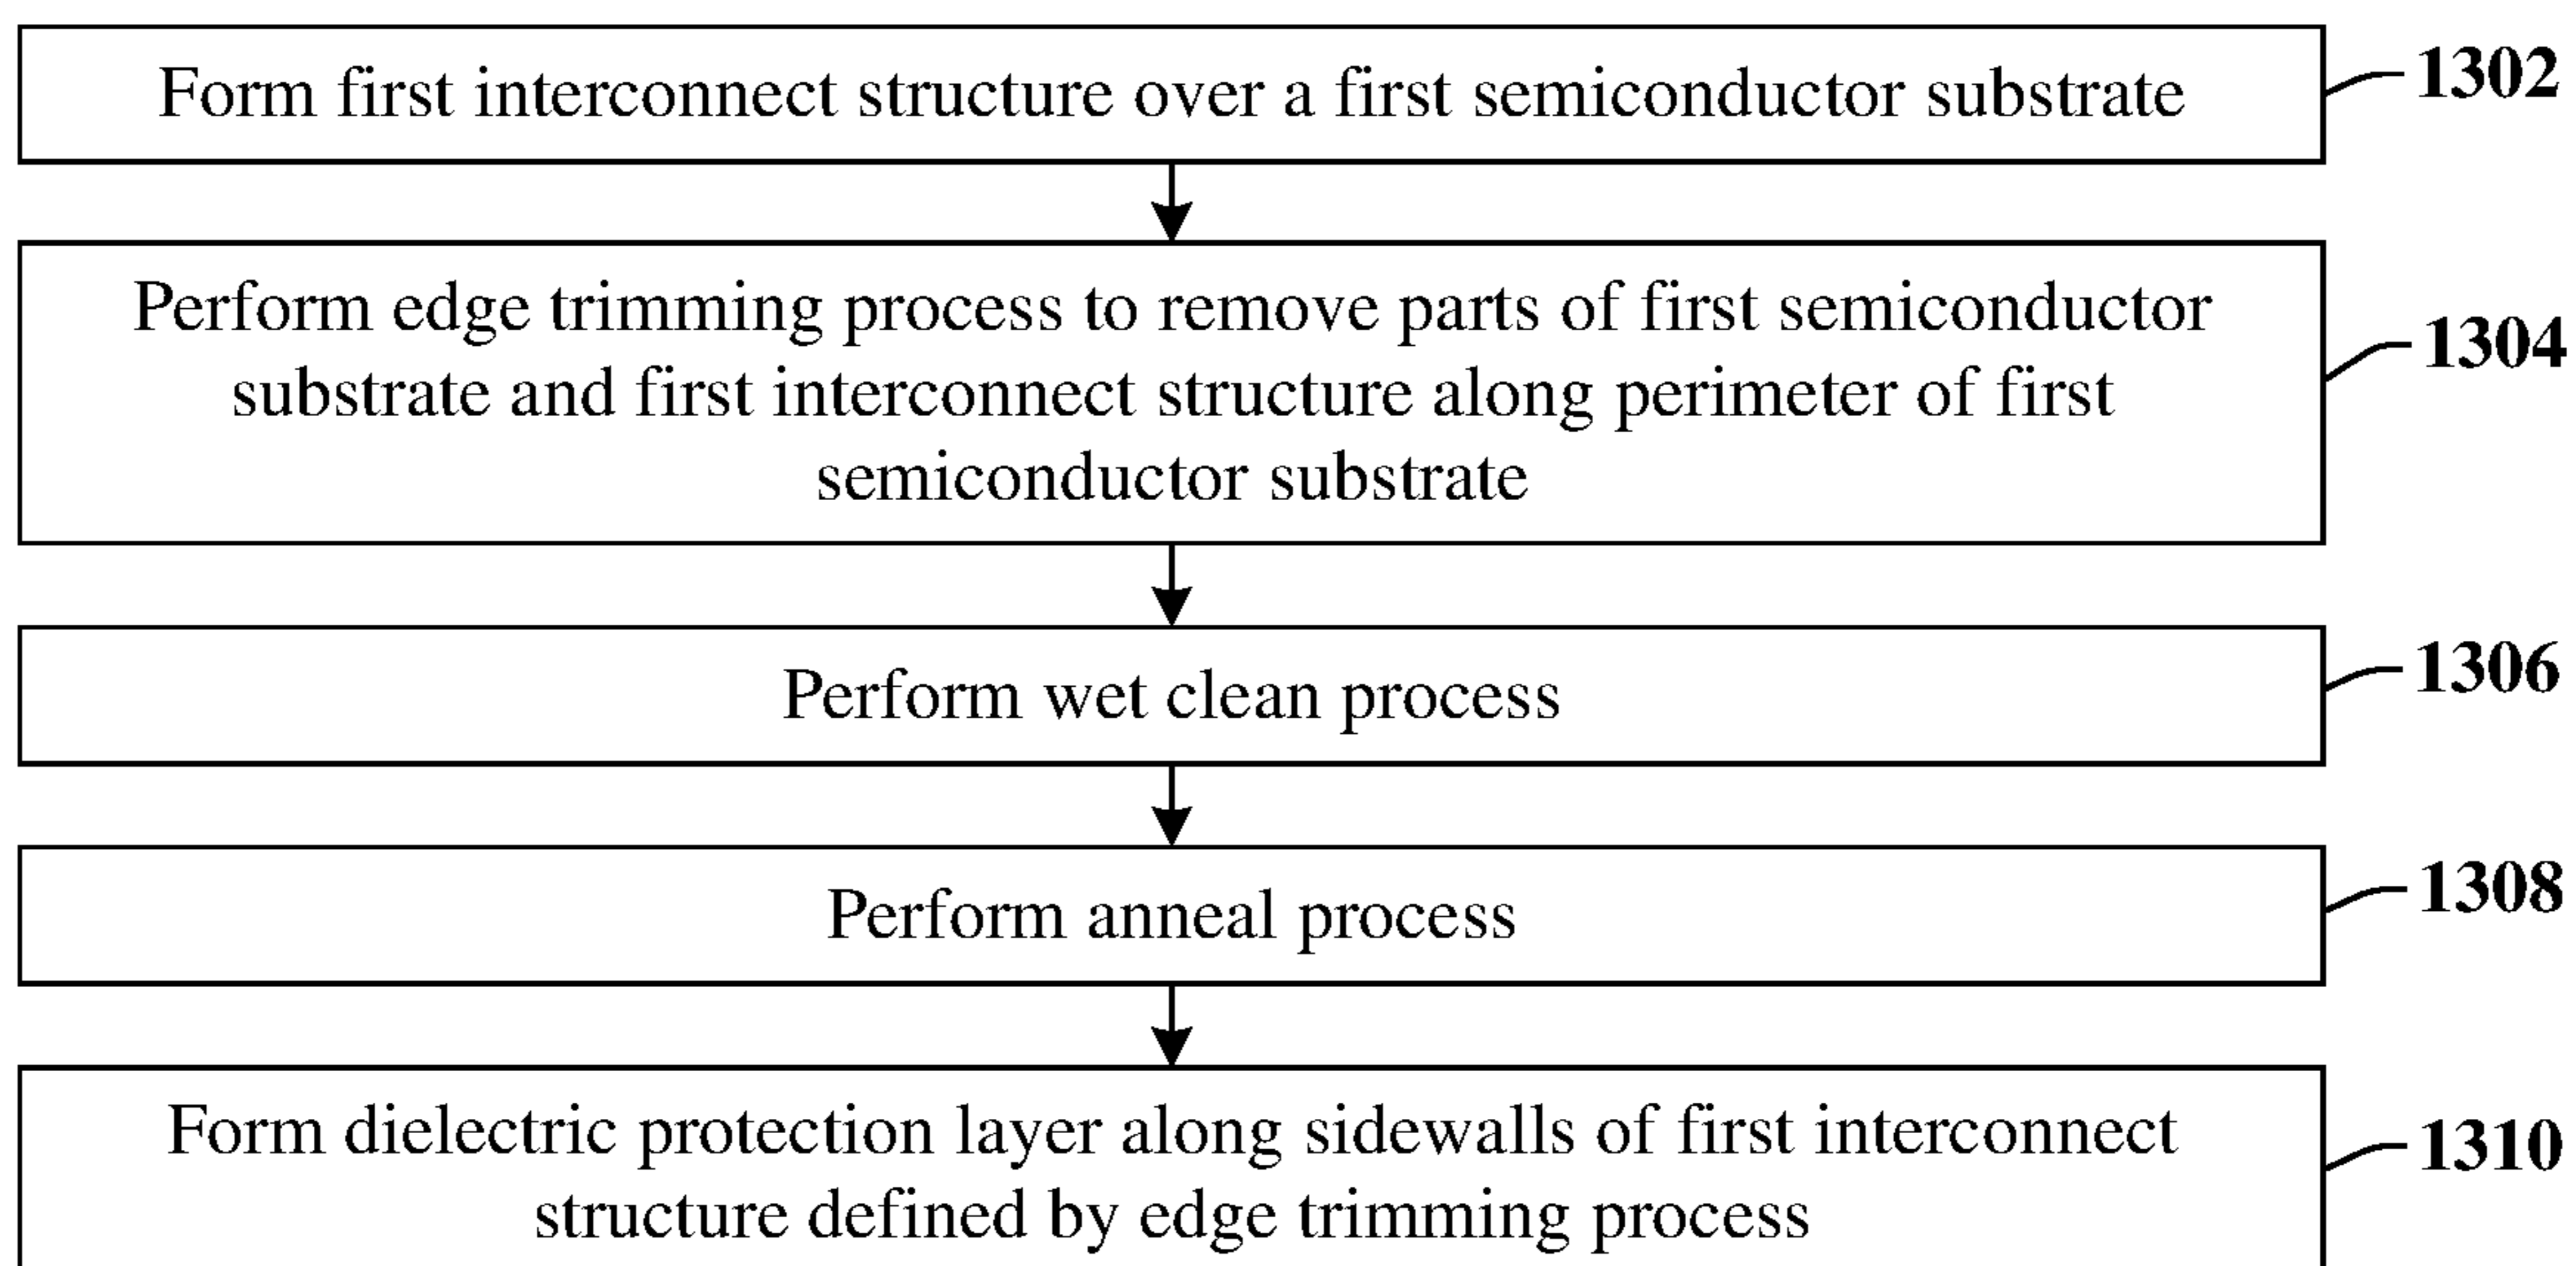 Form first interconnect structure over a first semiconductor substrate
1302
Perform edge trimming process to remove parts of first semiconductor
substrate and first interconnect structure along perimeter of first
semiconductor substrate
1304
Perform wet clean process
1306
Perform anneal process
1308
Form dielectric protection layer along sidewalls of first interconnect
structure defined by edge trimming process
1310